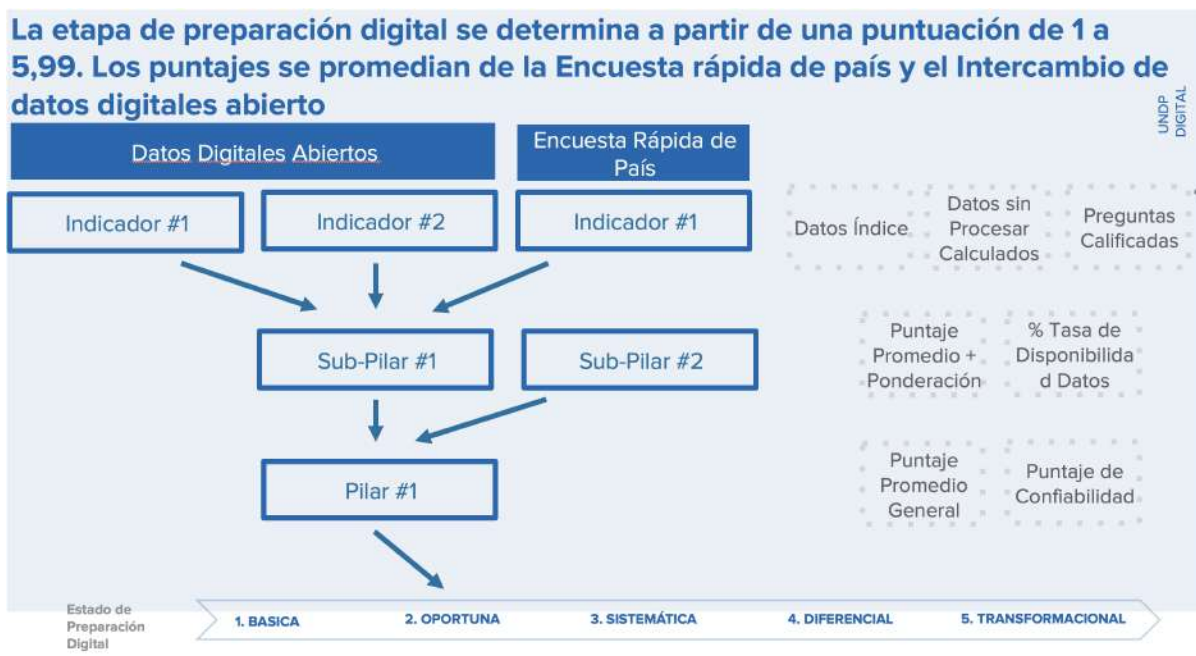 La etapa de preparación digital se determina a partir de una puntuación de 1 a
5,99. Los puntajes se promedian de la Encuesta rápida de país y el Intercambio de
datos digitales abierto
UNDP
DIGITAL
Datos Digitales Abiertos
Encuesta Rápida de
País
Indicador #1
Indicador #2
Indicador #1
Datos Índice
Datos sin
Procesar
Calculados
Preguntas
Calificadas
Sub-Pilar #1
Sub-Pilar #2
Puntaje
Promedio +
Ponderación
% Tasa de
Disponibilida
d Datos
Pilar #1
Puntaje
Promedio
General
Puntaje de
Confiabilidad
Estado de
Preparación
Digital
1. BASICA
2. OPORTUNA
3. SISTEMÁTICA
4. DIFERENCIAL
5. TRANSFORMACIONAL